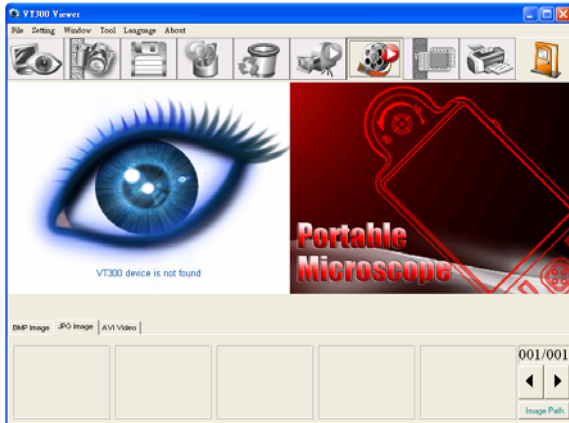 VT300 Viewer
File Setting Window Tool Language About
VT300 device is not found
Portable
Microscope
BMP Image JPG Image AVI Video
001/001
Image Path